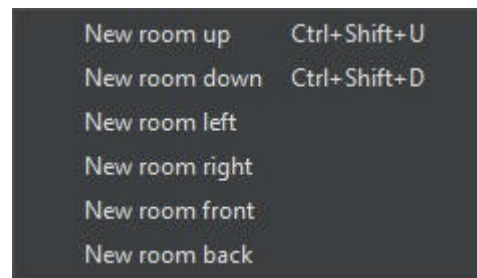 New room up Ctrl+Shift+U
New room down Ctrl+Shift+D
New room left
New room right
New room front
New room back